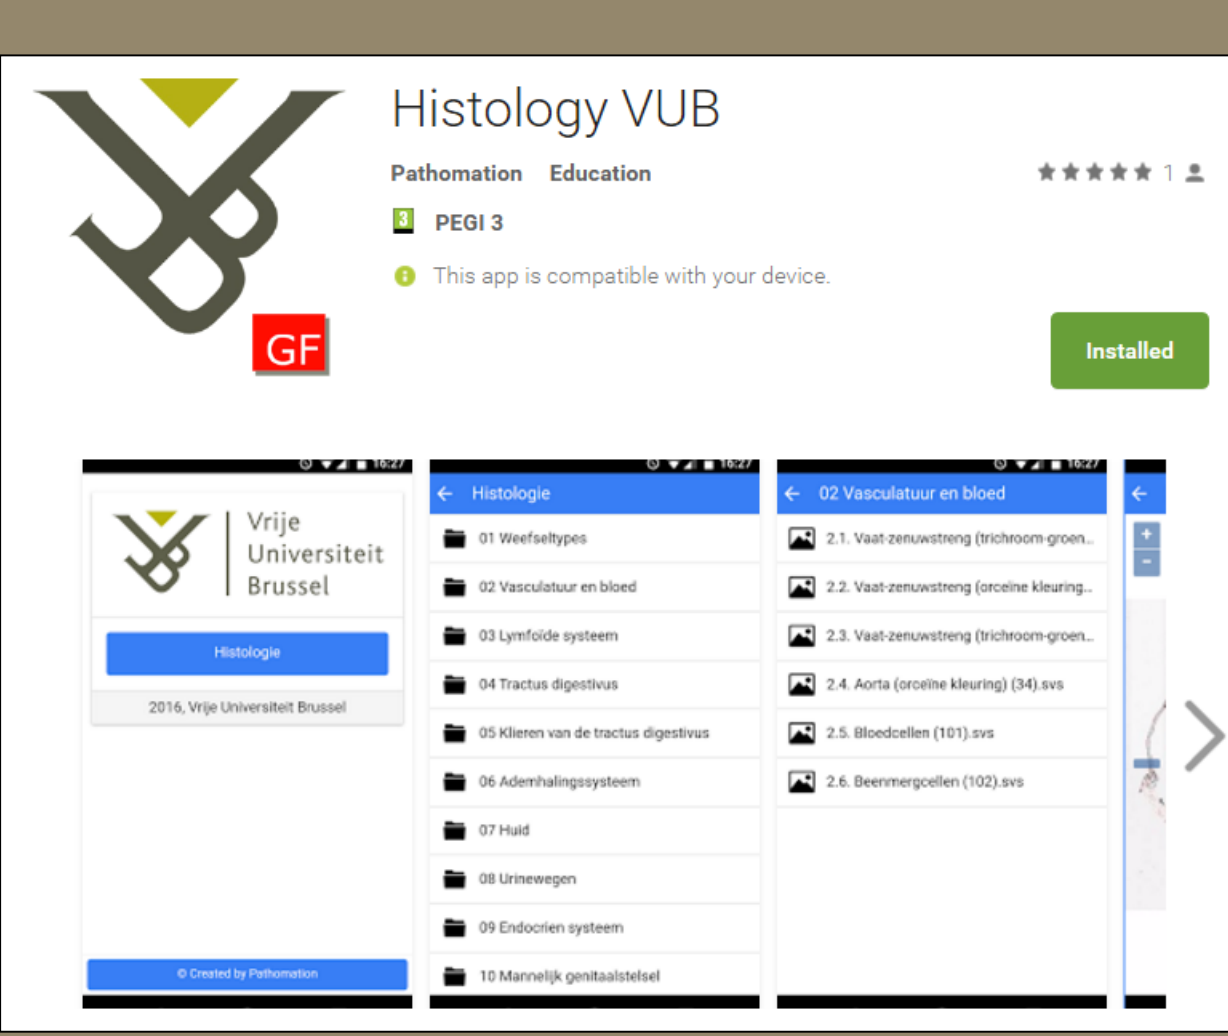 Histology VUB
Pathomation Education
1
3 PEGI 3
This app is compatible with your device.
GF
Installed
16:27
Vrije
Universiteit
Brussel
Histologie
2016, Vrije Universiteit Brussel
© Created by Pathomation
16:27
Histologie
01 Weefseltypes
02 Vasculatuur en bloed
03 Lymfoïde systeem
04 Tractus digestivus
05 Klieren van de tractus digestivus
06 Ademhalingssysteem
07 Huid
08 Urinewegen
09 Endocrien systeem
10 Mannelijk genitaalstelsel
16:27
02 Vasculatuur en bloed
2.1. Vaat-zenuwstreng (trichroom-groen...
2.2. Vaat-zenuwstreng (orceïne kleuring...
2.3. Vaat-zenuwstreng (trichroom-groen...
2.4. Aorta (orceïne kleuring) (34).svs
2.5. Bloedcellen (101).svs
2.6. Beenmergcellen (102).svs
+
-